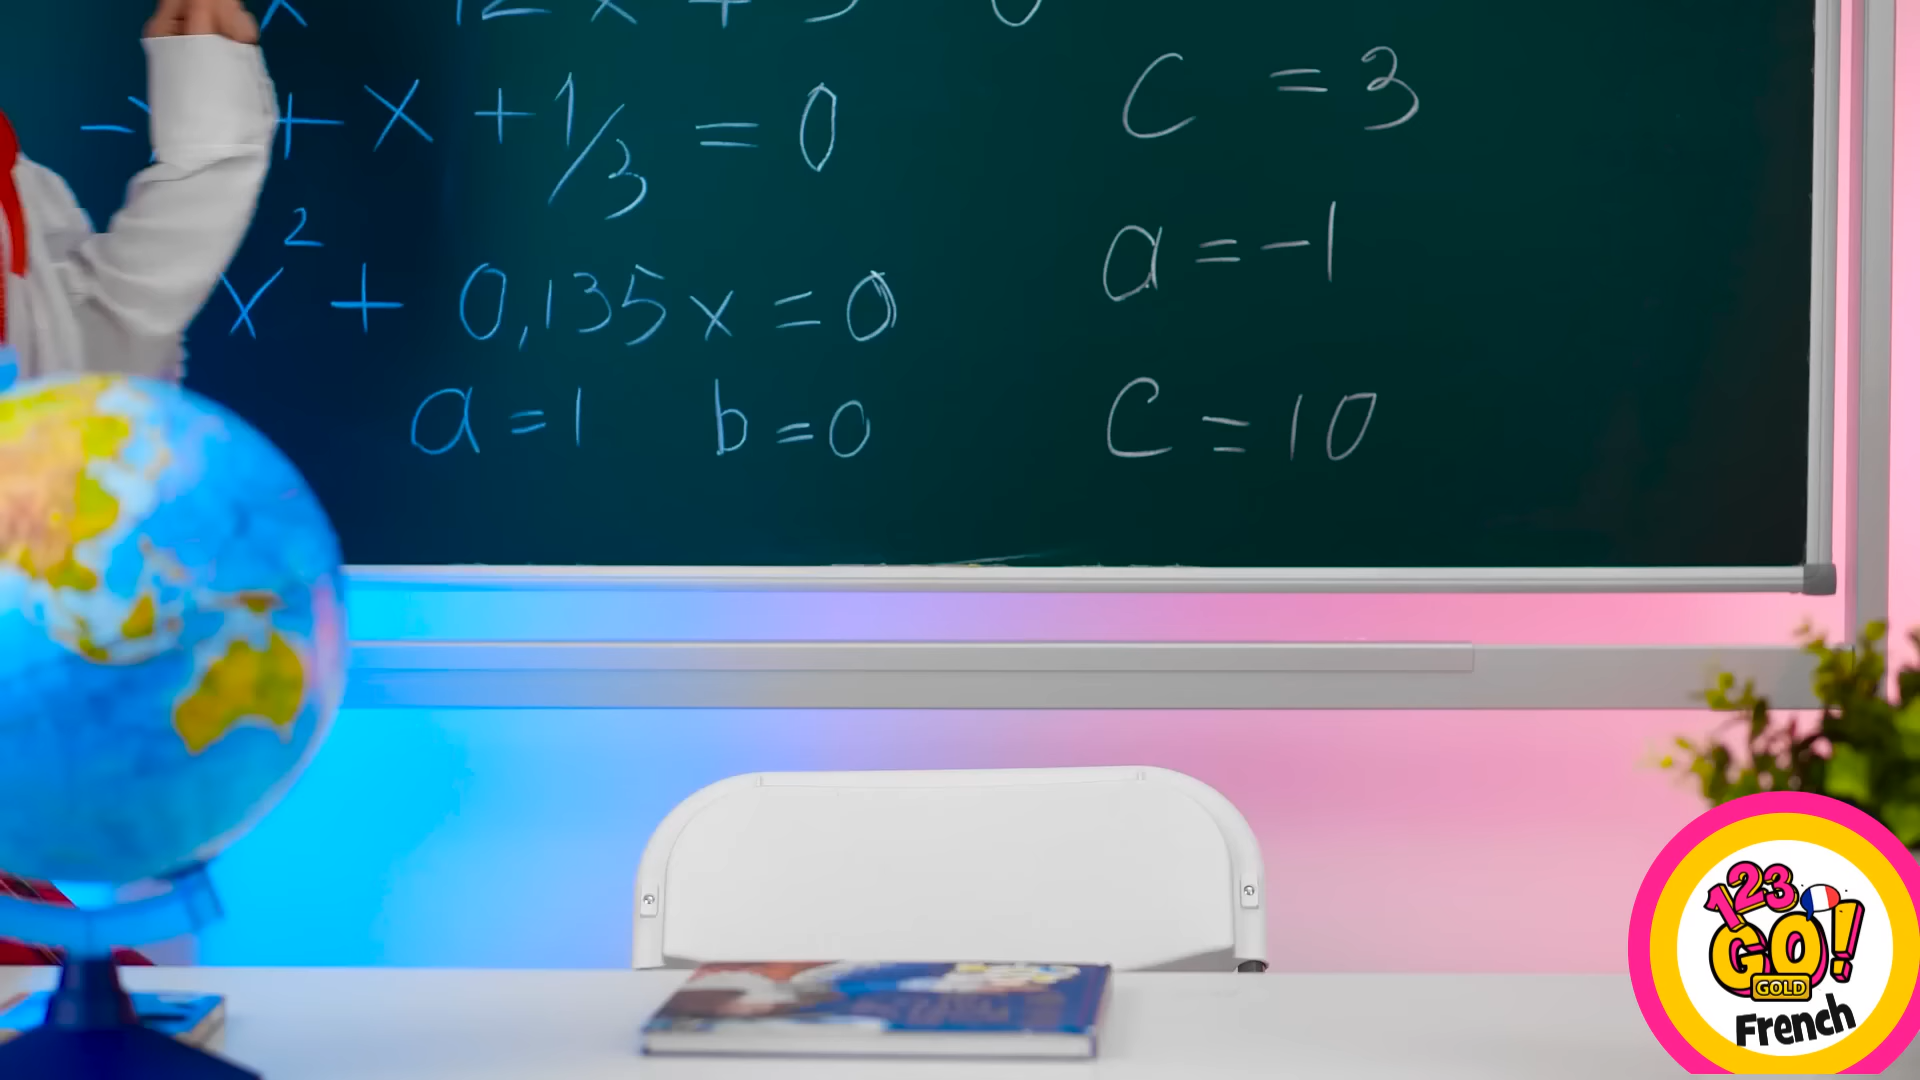 x + 1/3 = 0
x² + 0,135x = 0
a = 1 b = 0
C = 3
a = -1
C = 10
123 GO! GOLD French